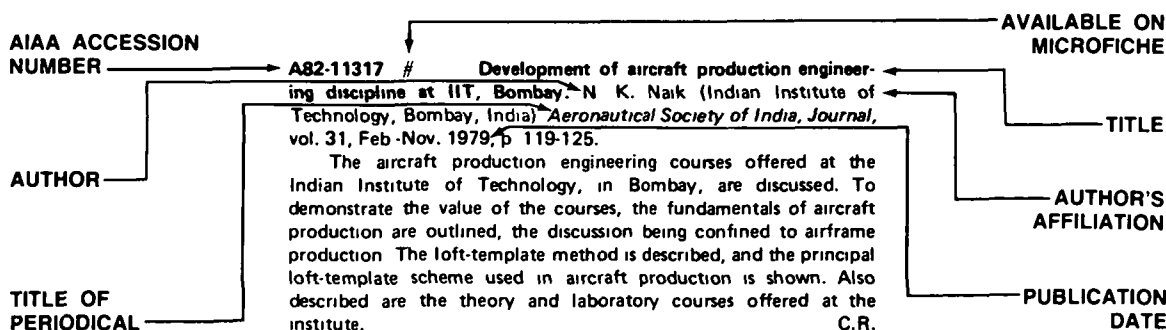 AVAILABLE ON
MICROFICHE
AIAA ACCESSION
NUMBER
A82-11317 # Development of aircraft production engineer-
ing discipline at IIT, Bombay. N K. Naik (Indian Institute of
Technology, Bombay, India) Aeronautical Society of India, Journal,
vol. 31, Feb -Nov. 1979, p 119-125.
TITLE
The aircraft production engineering courses offered at the
Indian Institute of Technology, in Bombay, are discussed. To
demonstrate the value of the courses, the fundamentals of aircraft
production are outlined, the discussion being confined to airframe
production The loft-template method is described, and the principal
loft-template scheme used in aircraft production is shown. Also
described are the theory and laboratory courses offered at the
institute. C.R.
AUTHOR
AUTHOR'S
AFFILIATION
TITLE OF
PERIODICAL
PUBLICATION
DATE